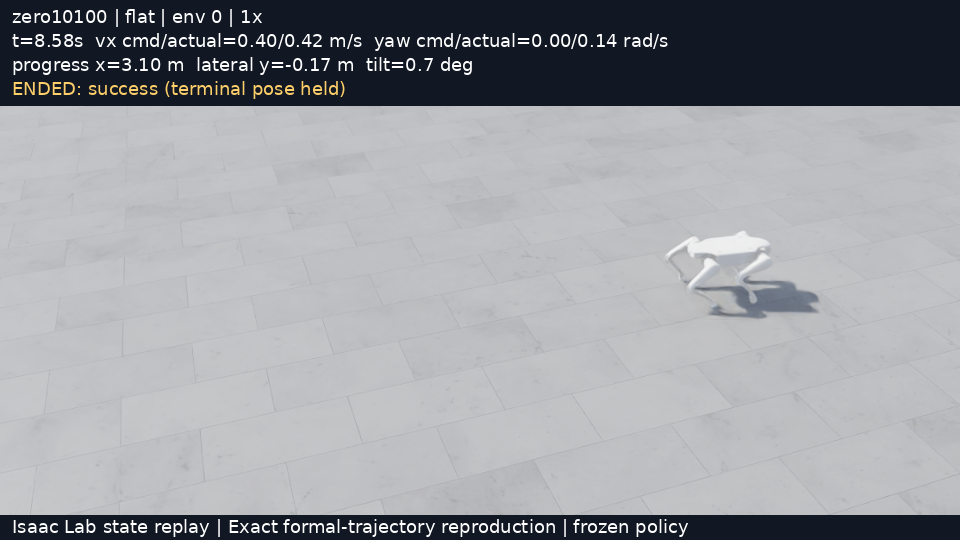 zero10100 | flat | env 0 | 1x
t=8.58s  vx cmd/actual=0.40/0.42 m/s  yaw cmd/actual=0.00/0.14 rad/s
progress x=3.10 m  lateral y=-0.17 m  tilt=0.7 deg
ENDED: success (terminal pose held)
Isaac Lab state replay | Exact formal-trajectory reproduction | frozen policy